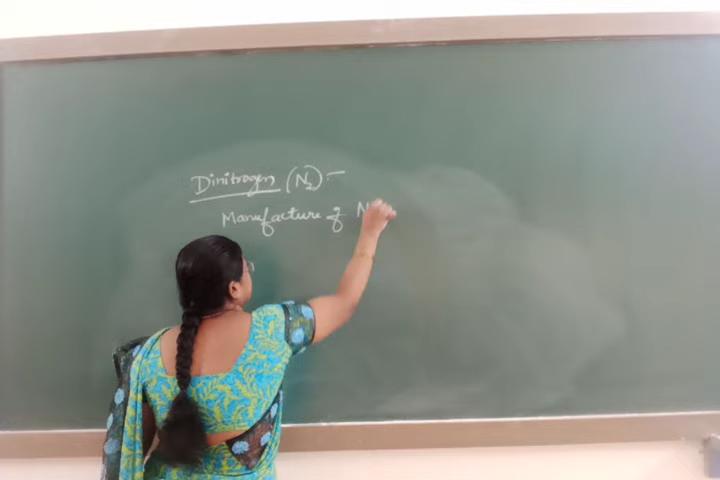 Dinitrogen (N₂):-
Manufacture of N